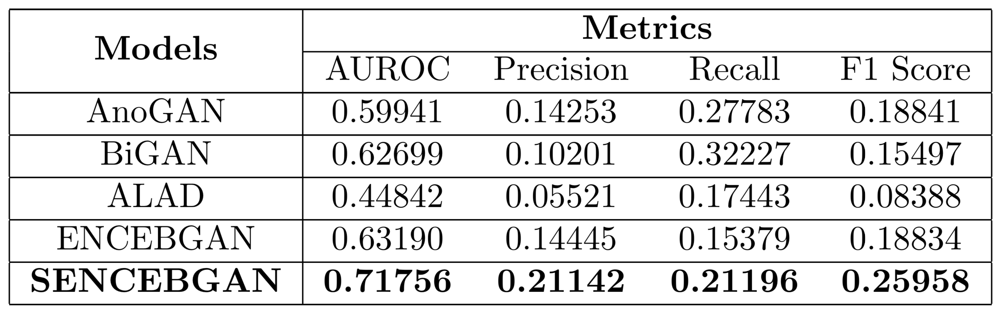 Models Metrics
AUROC Precision Recall F1 Score
AnoGAN 0.59941 0.14253 0.27783 0.18841
BiGAN 0.62699 0.10201 0.32227 0.15497
ALAD 0.44842 0.05521 0.17443 0.08388
ENCEBGAN 0.63190 0.14445 0.15379 0.18834
SENCEBGAN 0.71756 0.21142 0.21196 0.25958